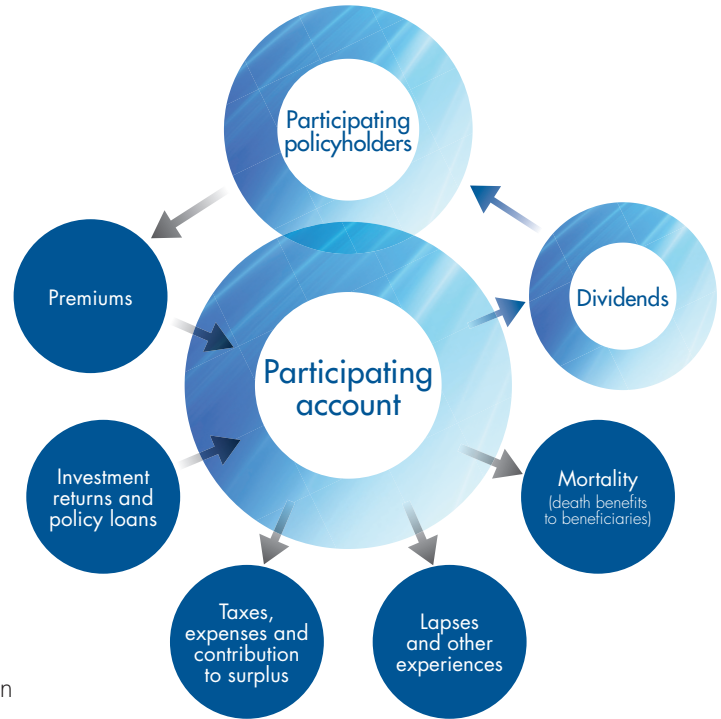 Participating
policyholders
Premiums
Dividends
Participating
account
Investment
returns and
policy loans
Mortality
(death benefits
to beneficiaries)
Taxes,
expenses and
contribution
to surplus
Lapses
and other
experiences
n